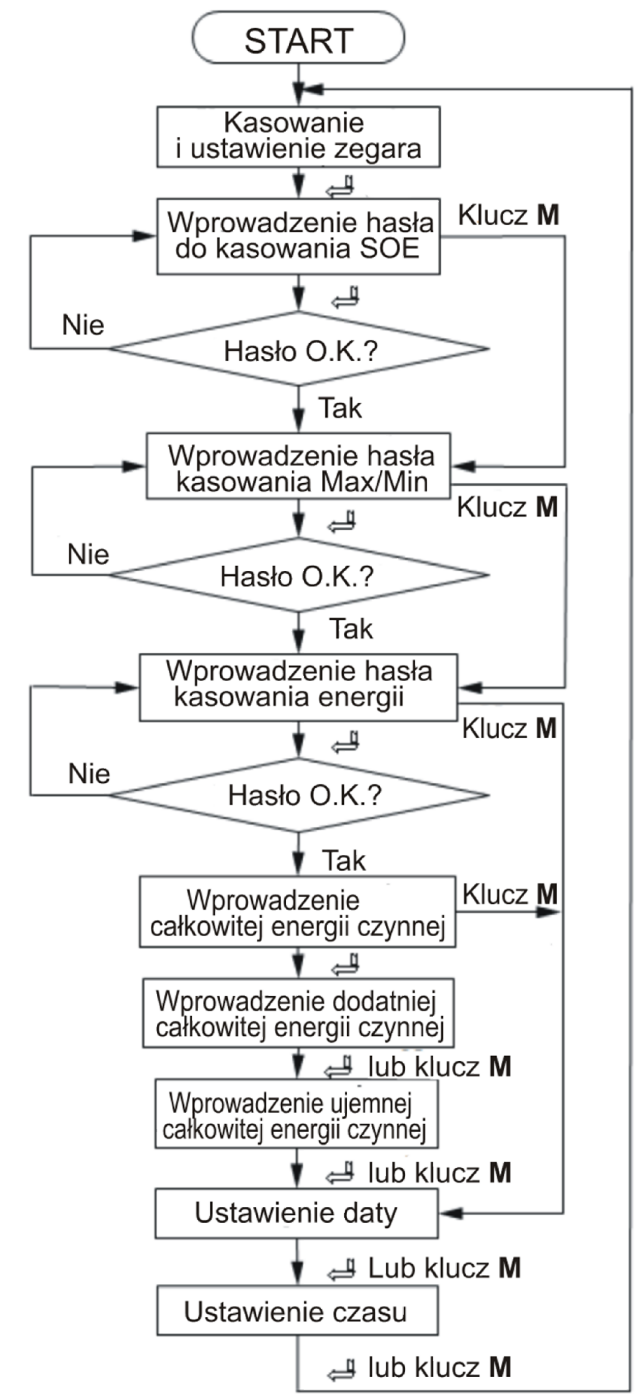 START
Kasowanie
i ustawienie zegara
Wprowadzenie hasła
do kasowania SOE
Klucz M
Nie
Hasło O.K.?
Tak
Wprowadzenie hasła
kasowania Max/Min
Klucz M
Nie
Hasło O.K.?
Tak
Wprowadzenie hasła
kasowania energii
Klucz M
Nie
Hasło O.K.?
Tak
Wprowadzenie
całkowitej energii czynnej
Klucz M
Wprowadzenie dodatniej
całkowitej energii czynnej
lub klucz M
Wprowadzenie ujemnej
całkowitej energii czynnej
lub klucz M
Ustawienie daty
Lub klucz M
Ustawienie czasu
lub klucz M